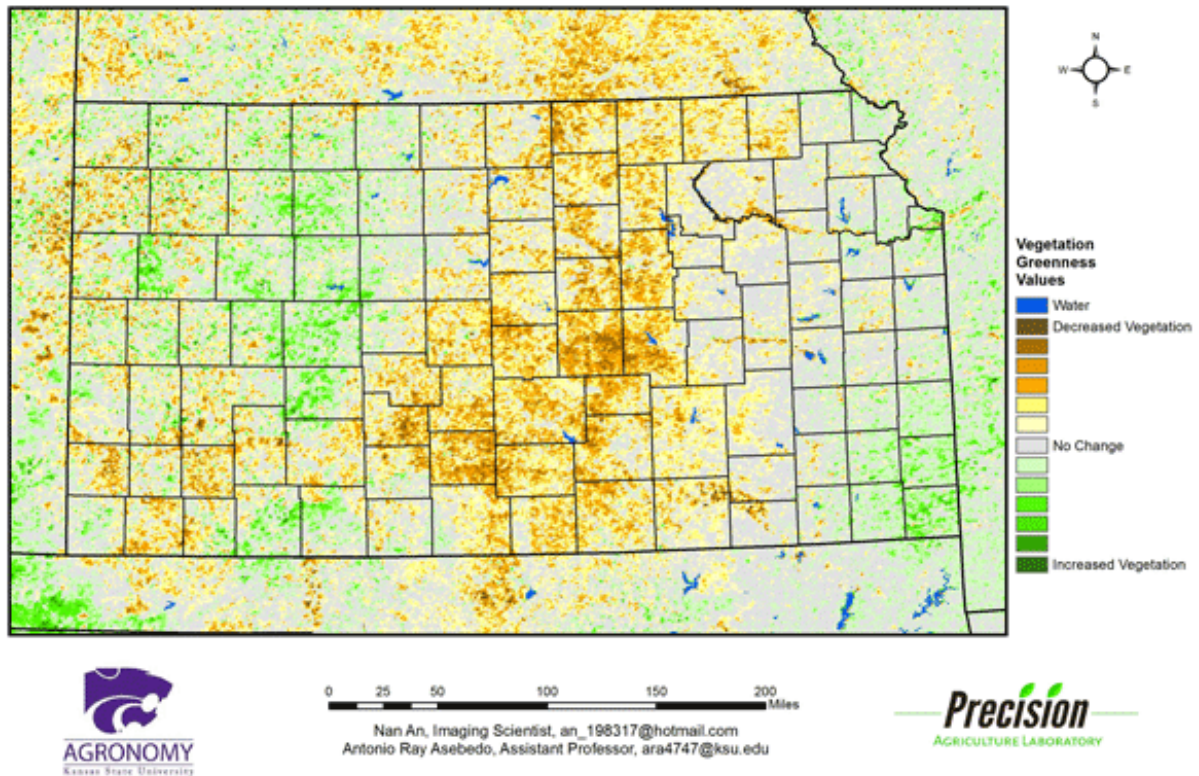 N
W E
S
Vegetation
Greenness
Values
Water
Decreased Vegetation
No Change
Increased Vegetation
0 25 50 100 150 200
Miles
Nan An, Imaging Scientist, an_198317@hotmail.com
Antonio Ray Asebedo, Assistant Professor, ara4747@ksu.edu
AGRONOMY
Kansas State University
Precision
AGRICULTURE LABORATORY